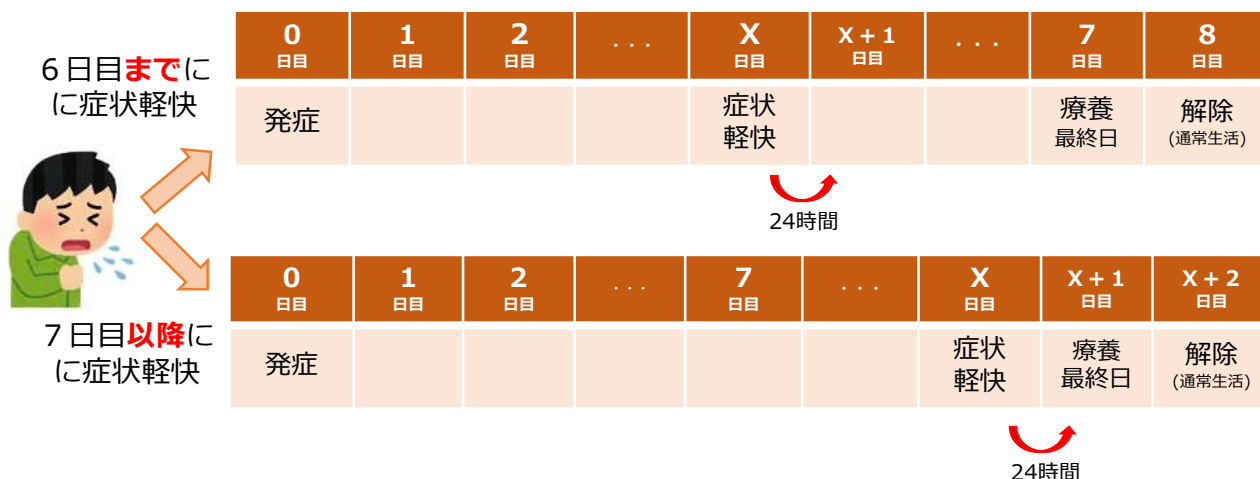 6日目までに
に症状軽快
0 1 2 ... X X + 1 ... 7 8
日目 日目 日目 日目 日目 日目 日目
発症 症状 療養 解除
軽快 最終日 (通常生活)
24時間
0 1 2 ... 7 ... X X + 1 X + 2
日目 日目 日目 日目 日目 日目 日目
7日目以降に
に症状軽快
発症 症状 療養 解除
軽快 最終日 (通常生活)
24時間